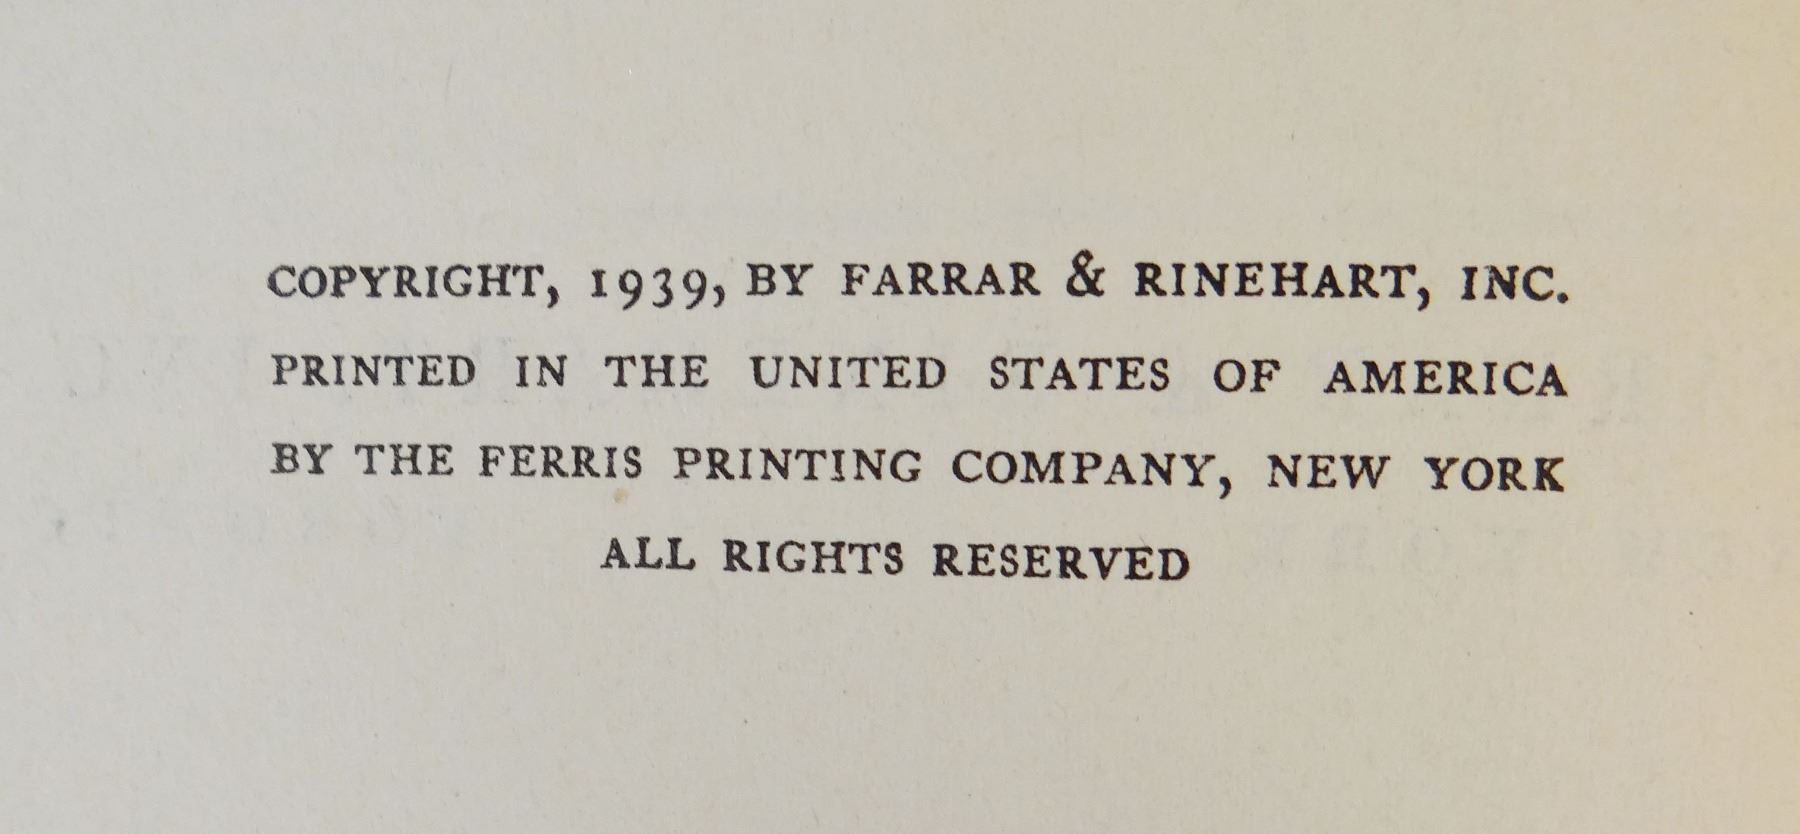 COPYRIGHT, 1939, BY FARRAR & RINEHART, INC.
PRINTED IN THE UNITED STATES OF AMERICA
BY THE FERRIS PRINTING COMPANY, NEW YORK
ALL RIGHTS RESERVED